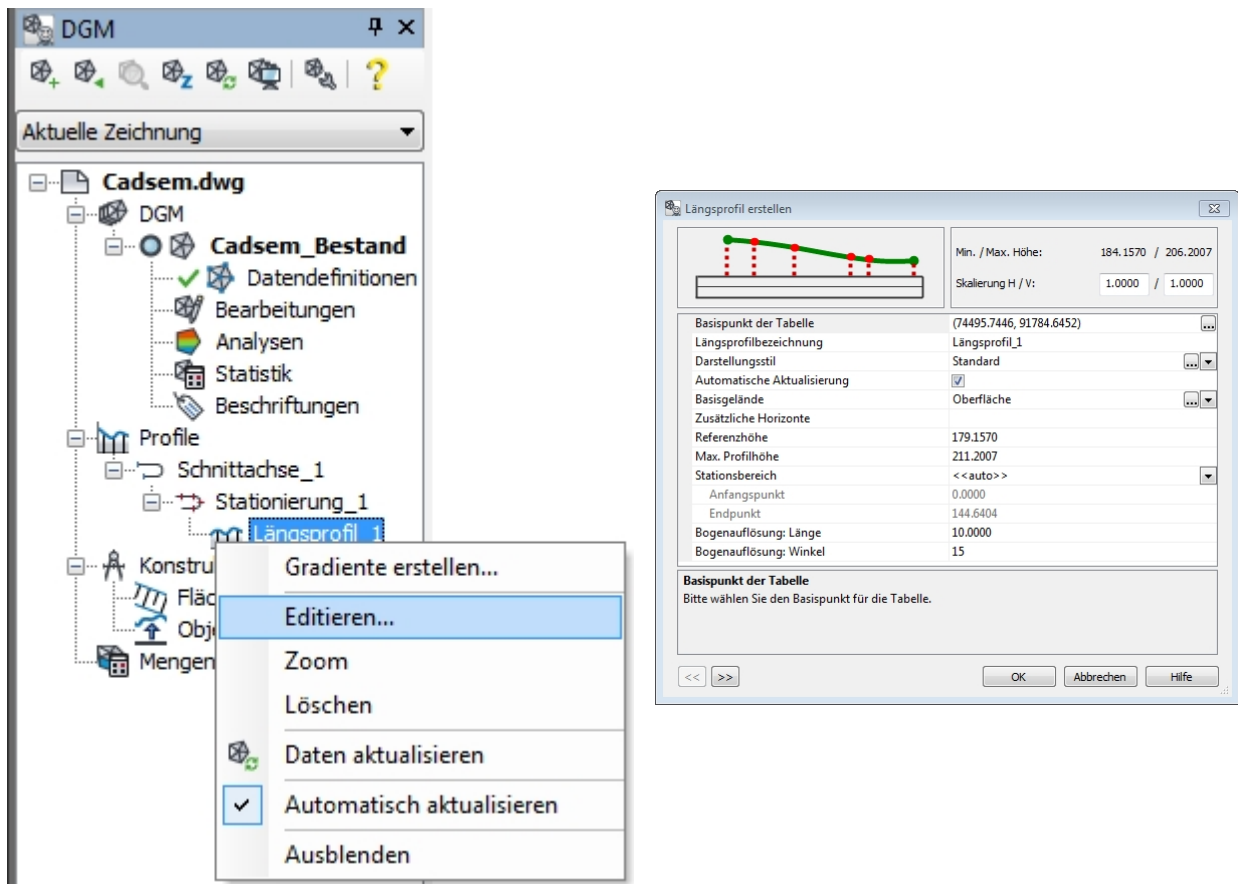 DGM
Aktuelle Zeichnung
Cadsem.dwg
DGM
Cadsem_Bestand
Datendefinitionen
Bearbeitungen
Analysen
Statistik
Beschriftungen
Profile
Schnittachse_1
Stationierung_1
Längsprofil_1
Konstru
Fläc
Obj
Mengen
Gradiente erstellen...
Editieren...
Zoom
Löschen
Daten aktualisieren
Automatisch aktualisieren
Ausblenden
Längsprofil erstellen
Min. / Max. Höhe: 184.1570 / 206.2007
Skalierung H / V: 1.0000 / 1.0000
Basispunkt der Tabelle (74495.7446, 91784.6452) ...
Längsprofilbezeichnung Längsprofil_1
Darstellungsstil Standard ...
Automatische Aktualisierung
Basisgelände Oberfläche ...
Zusätzliche Horizonte
Referenzhöhe 179.1570
Max. Profilhöhe 211.2007
Stationsbereich <<auto>>
Anfangspunkt 0.0000
Endpunkt 144.6404
Bogenauflösung: Länge 10.0000
Bogenauflösung: Winkel 15
Basispunkt der Tabelle
Bitte wählen Sie den Basispunkt für die Tabelle.
<< >> OK Abbrechen Hilfe